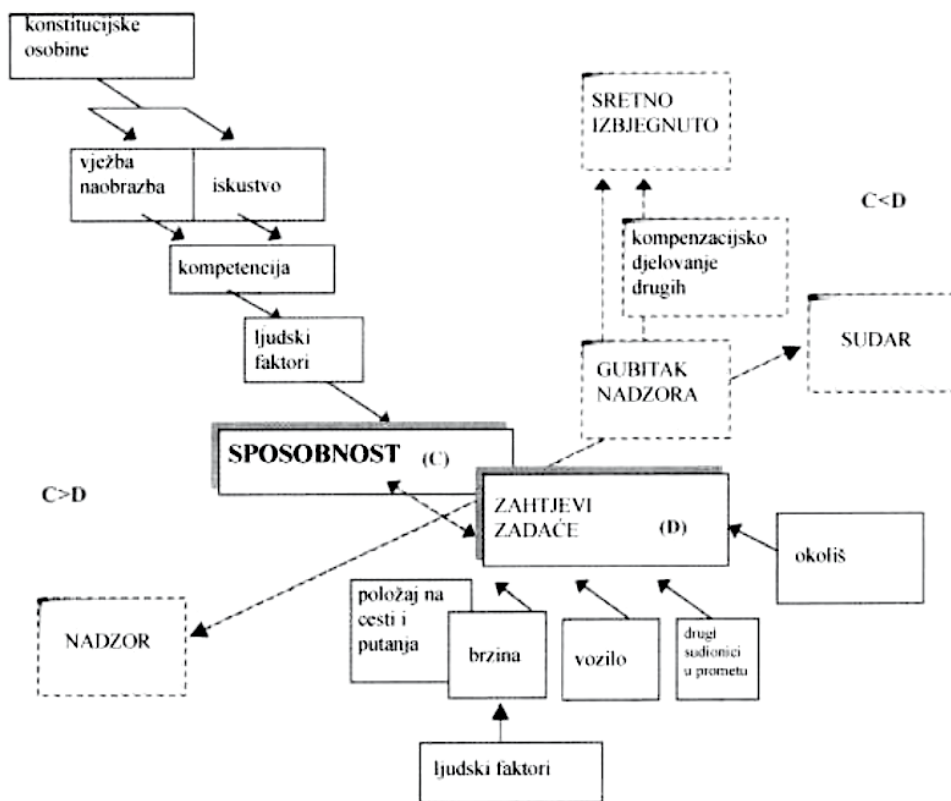 konstitucijske
osobine
SRETNO
IZBJEGNUTO
vježba
naobrazba
iskustvo
C<D
kompenzacijsko
djelovanje
drugih
kompetencija
ljudski
faktori
SUDAR
GUBITAK
NADZORA
SPOSOBNOST (C)
C>D
ZAHTJEVI
ZADAĆE (D)
okoliš
položaj na
cesti i
putanja
NADZOR
brzina
vozilo
drugi
sudionici
u prometu
ljudski faktori